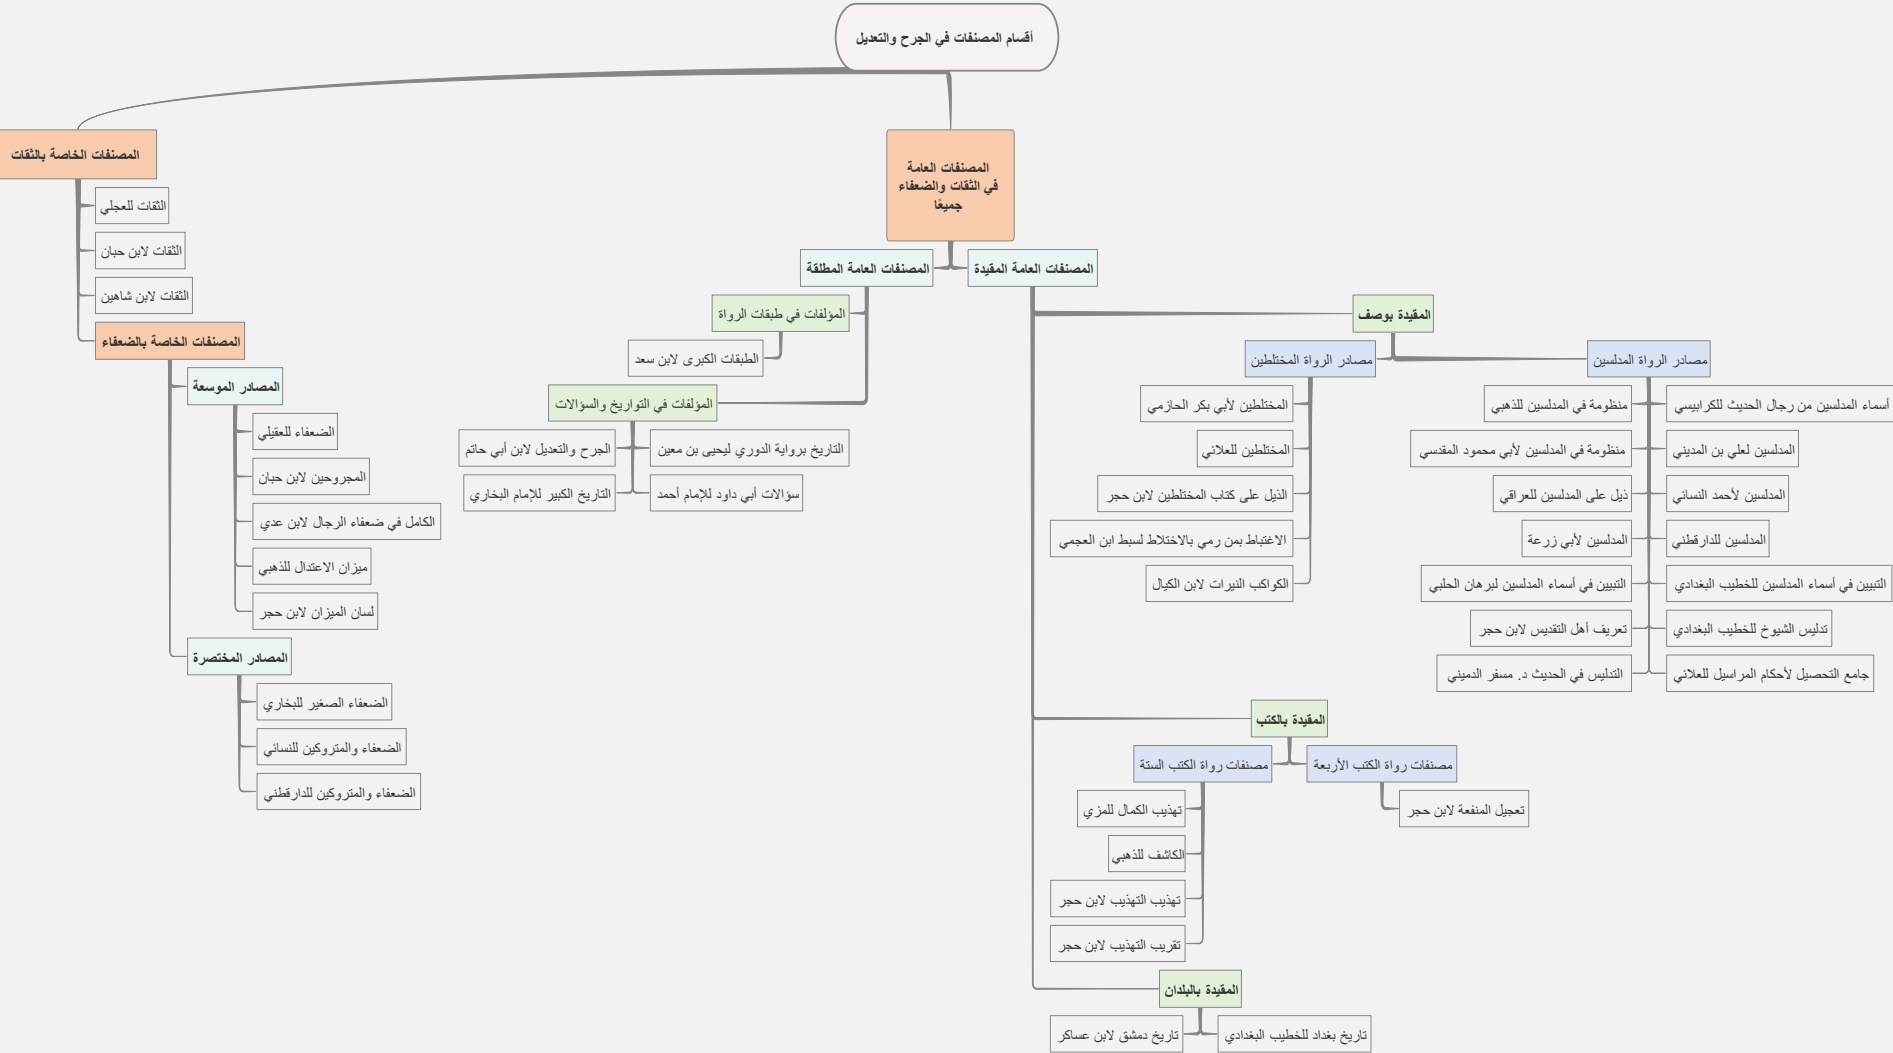 أقسام المصنفات في الجرح والتعديل
المصنفات العامة
في الثقات والضعفاء
جميعًا
المصنفات العامة المقيدة
المقيدة بوصف
مصادر الرواة المدلسين
أسماء المدلسين من رجال الحديث للكرابيسي
منظومة في المدلسين للذهبي
المدلسين لعلي بن المديني
منظومة في المدلسين لأبي محمود المقدسي
المدلسين لأحمد النسائي
ذيل على المدلسين للعراقي
المدلسين للدارقطني
المدلسين لأبي زرعة
التبيين في أسماء المدلسين للخطيب البغدادي
التبيين في أسماء المدلسين لبرهان الحلبي
تدليس الشيوخ للخطيب البغدادي
تعريف أهل التقديس لابن حجر
جامع التحصيل لأحكام المراسيل للعلائي
التدليس في الحديث د. مسفر الدميني
مصادر الرواة المختلطين
المختلطين لأبي بكر الحازمي
المختلطين للعلائي
الذيل على كتاب المختلطين لابن حجر
الاغتباط بمن رمي بالاختلاط لسبط ابن العجمي
الكواكب النيرات لابن الكيال
المقيدة بالكتب
مصنفات رواة الكتب الأربعة
تعجيل المنفعة لابن حجر
مصنفات رواة الكتب الستة
تهذيب الكمال للمزي
الكاشف للذهبي
تهذيب التهذيب لابن حجر
تقريب التهذيب لابن حجر
المقيدة بالبلدان
تاريخ بغداد للخطيب البغدادي
تاريخ دمشق لابن عساكر
المصنفات العامة المطلقة
المؤلفات في طبقات الرواة
الطبقات الكبرى لابن سعد
المؤلفات في التواريخ والسؤالات
التاريخ برواية الدوري ليحيى بن معين
الجرح والتعديل لابن أبي حاتم
سؤالات أبي داود للإمام أحمد
التاريخ الكبير للإمام البخاري
المصنفات الخاصة بالثقات
الثقات للعجلي
الثقات لابن حبان
الثقات لابن شاهين
المصنفات الخاصة بالضعفاء
المصادر الموسعة
الضعفاء للعقيلي
المجروحين لابن حبان
الكامل في ضعفاء الرجال لابن عدي
ميزان الاعتدال للذهبي
لسان الميزان لابن حجر
المصادر المختصرة
الضعفاء الصغير للبخاري
الضعفاء والمتروكين للنسائي
الضعفاء والمتروكين للدارقطني